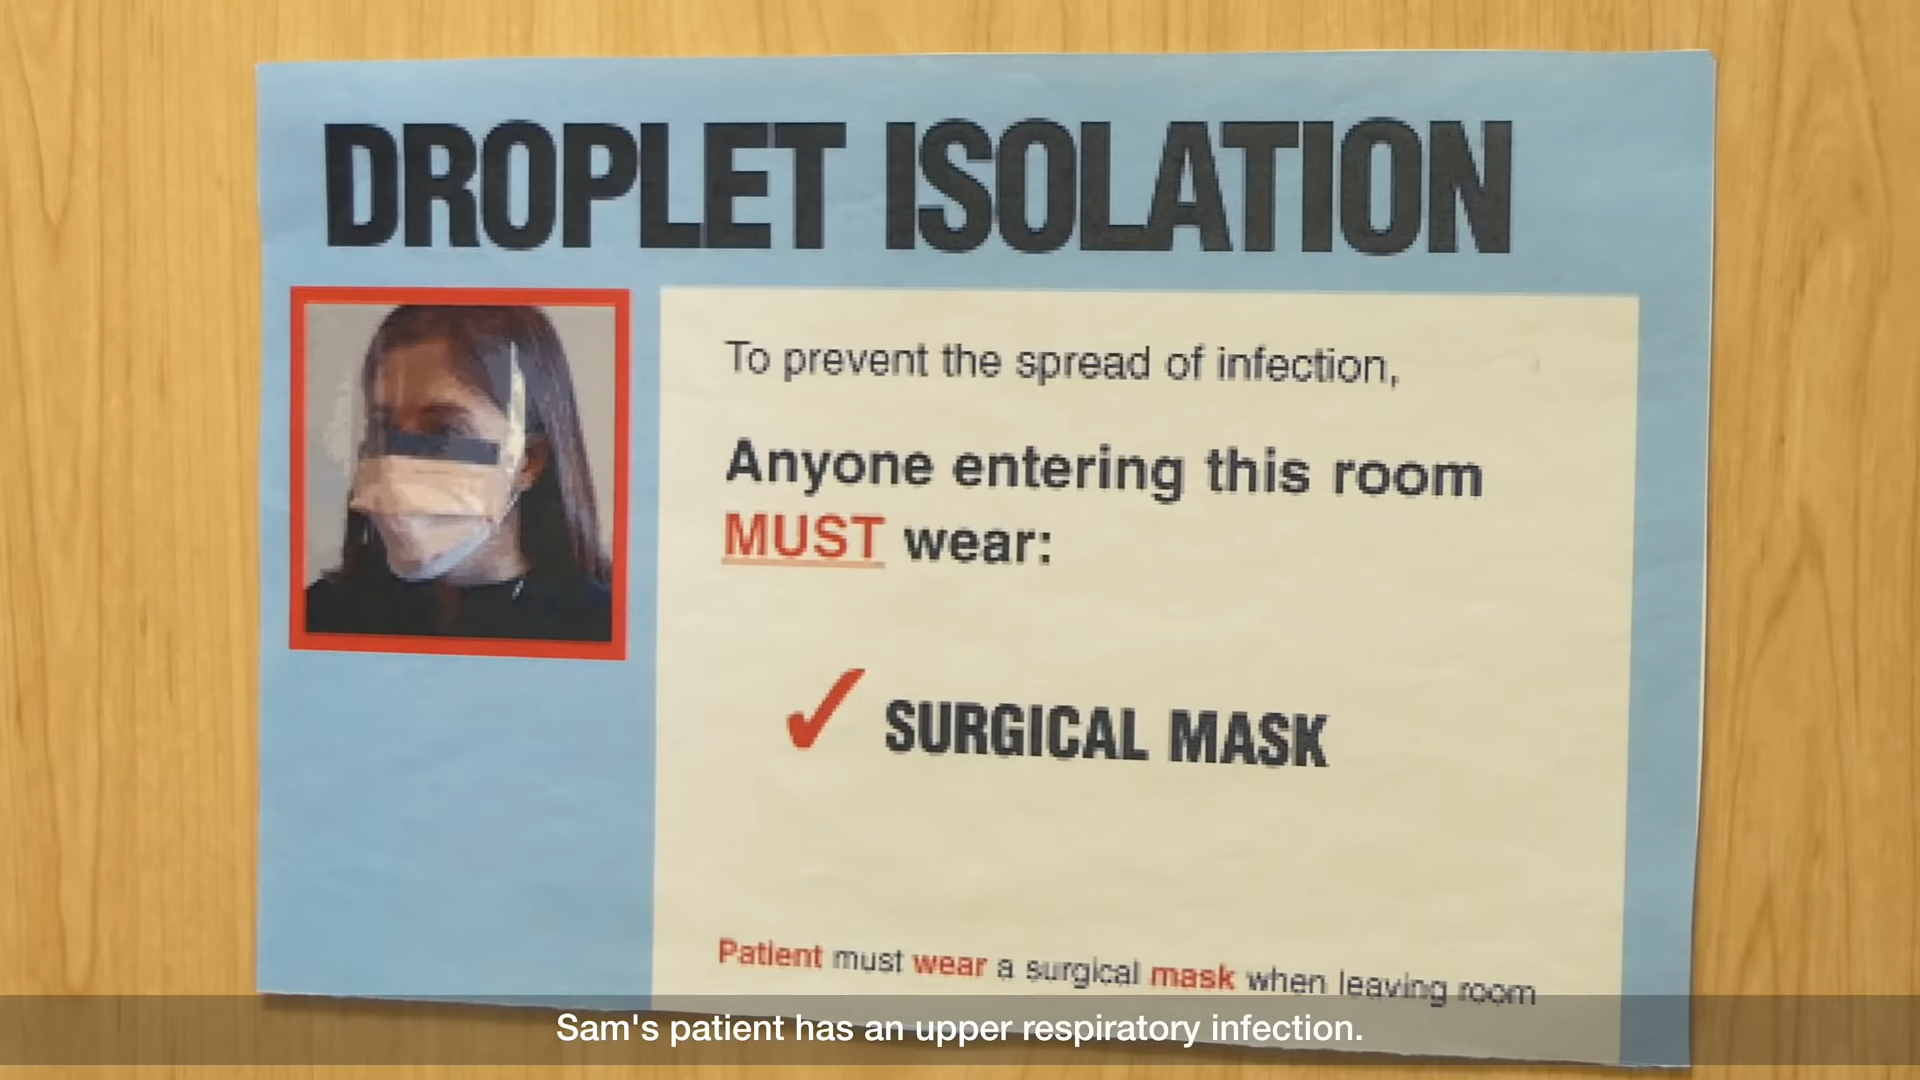 DROPLET ISOLATION
To prevent the spread of infection,
Anyone entering this room
MUST wear:
✓ SURGICAL MASK
Patient must wear a surgical mask when leaving room
Sam's patient has an upper respiratory infection.